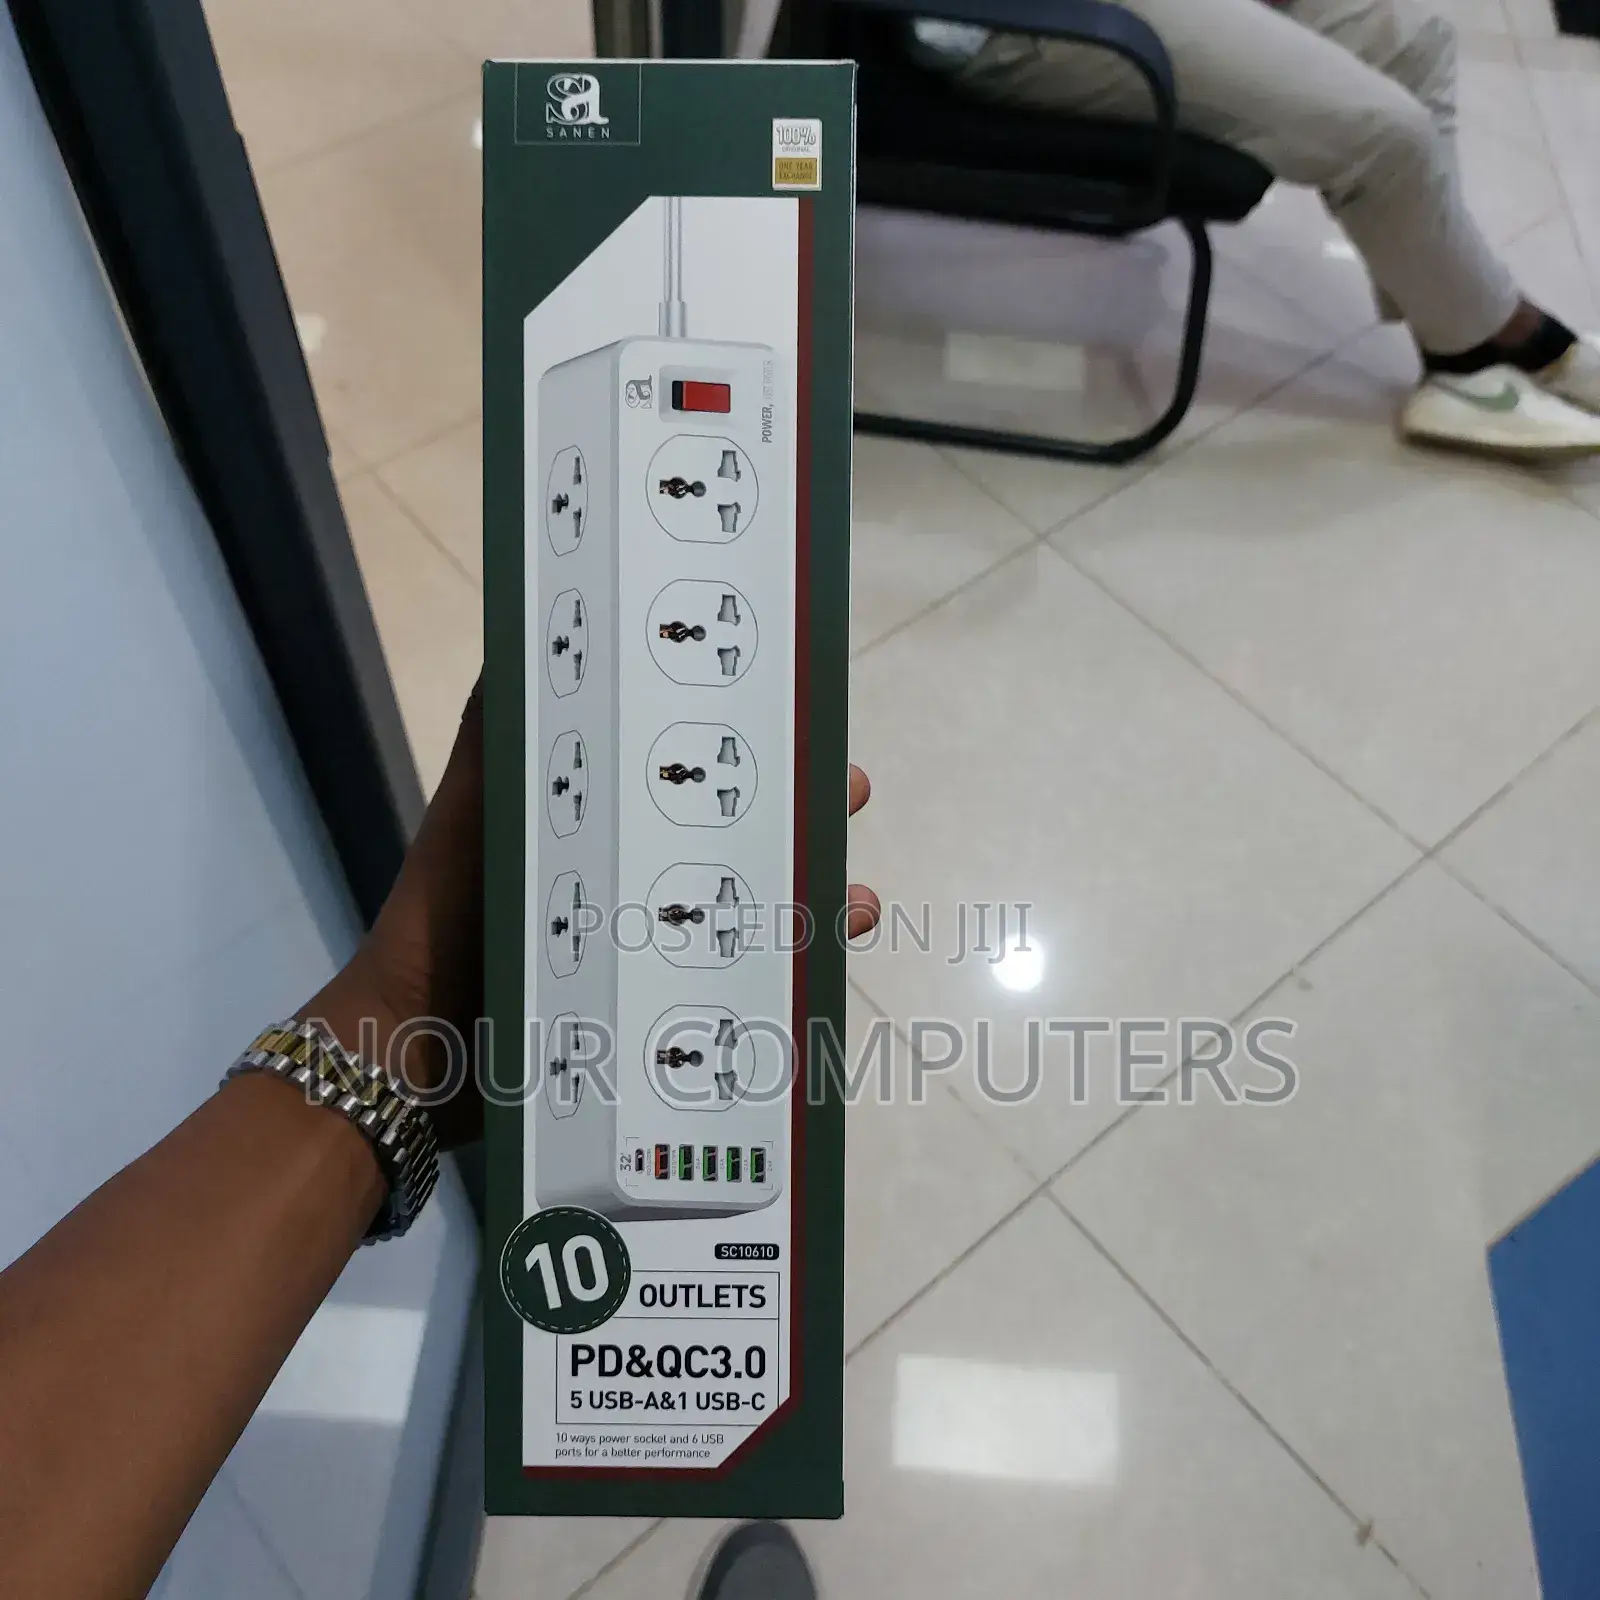 SANEN
100%
ORIGINAL
ONE YEAR
EXCHANGE
POWER,
POSTED ON JIJI
NOUR COMPUTERS
SC10610
10
OUTLETS
PD&QC3.0
5 USB-A&1 USB-C
10 ways power socket and 6 USB
ports for a better performance